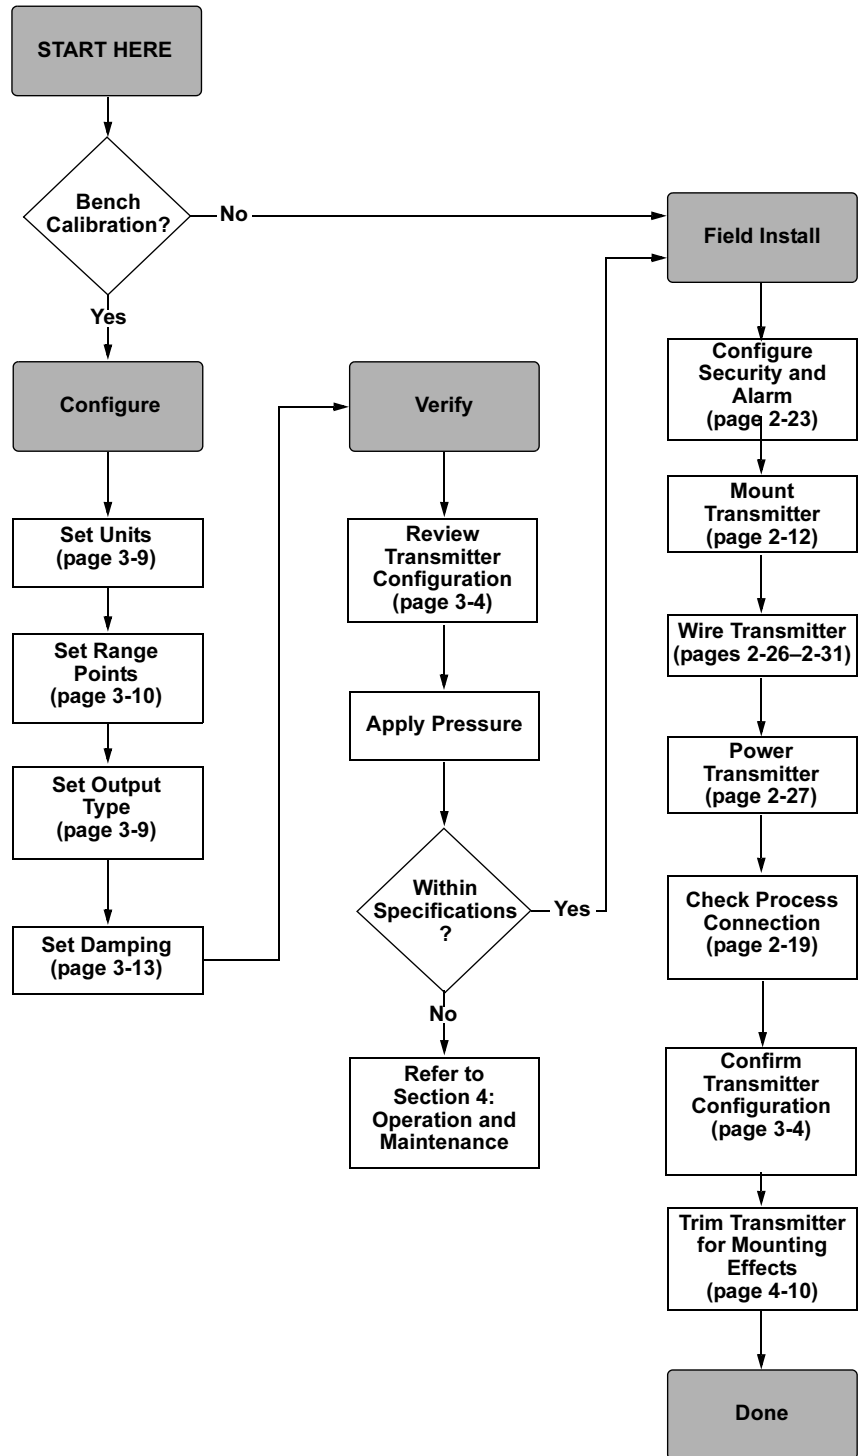 START HERE
Bench
Calibration?
No
Yes
Configure
Set Units
(page 3-9)
Set Range
Points
(page 3-10)
Set Output
Type
(page 3-9)
Set Damping
(page 3-13)
Verify
Review
Transmitter
Configuration
(page 3-4)
Apply Pressure
Within
Specifications
?
Yes
No
Refer to
Section 4:
Operation and
Maintenance
Field Install
Configure
Security and
Alarm
(page 2-23)
Mount
Transmitter
(page 2-12)
Wire Transmitter
(pages 2-26–2-31)
Power
Transmitter
(page 2-27)
Check Process
Connection
(page 2-19)
Confirm
Transmitter
Configuration
(page 3-4)
Trim Transmitter
for Mounting
Effects
(page 4-10)
Done